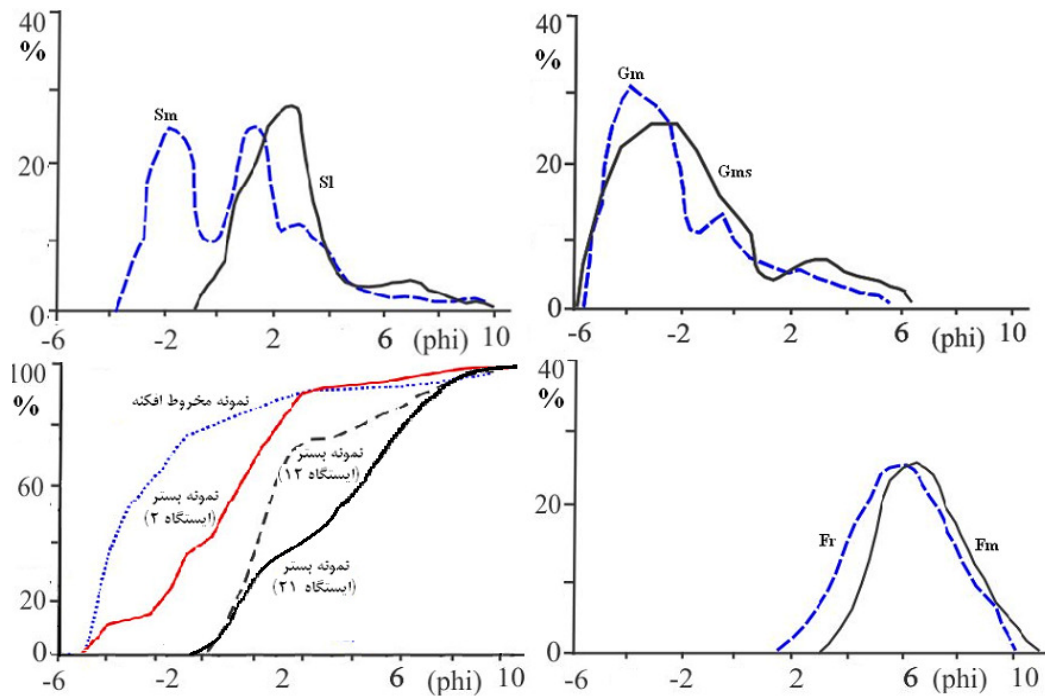 40
%
20
0
Sm
Sl
-6
-2
2
6
(phi)
10
40
%
20
0
Gm
Gms
-6
-2
2
6
(phi)
10
100
%
60
20
0
نمونه مخروط افکنه
نمونه بستر
(ایستگاه ۲)
نمونه بستر
(ایستگاه ۱۲)
نمونه بستر
(ایستگاه ۲۱)
-6
-2
2
6
(phi)
10
40
%
20
0
Fr
Fm
-6
-2
2
6
(phi)
10